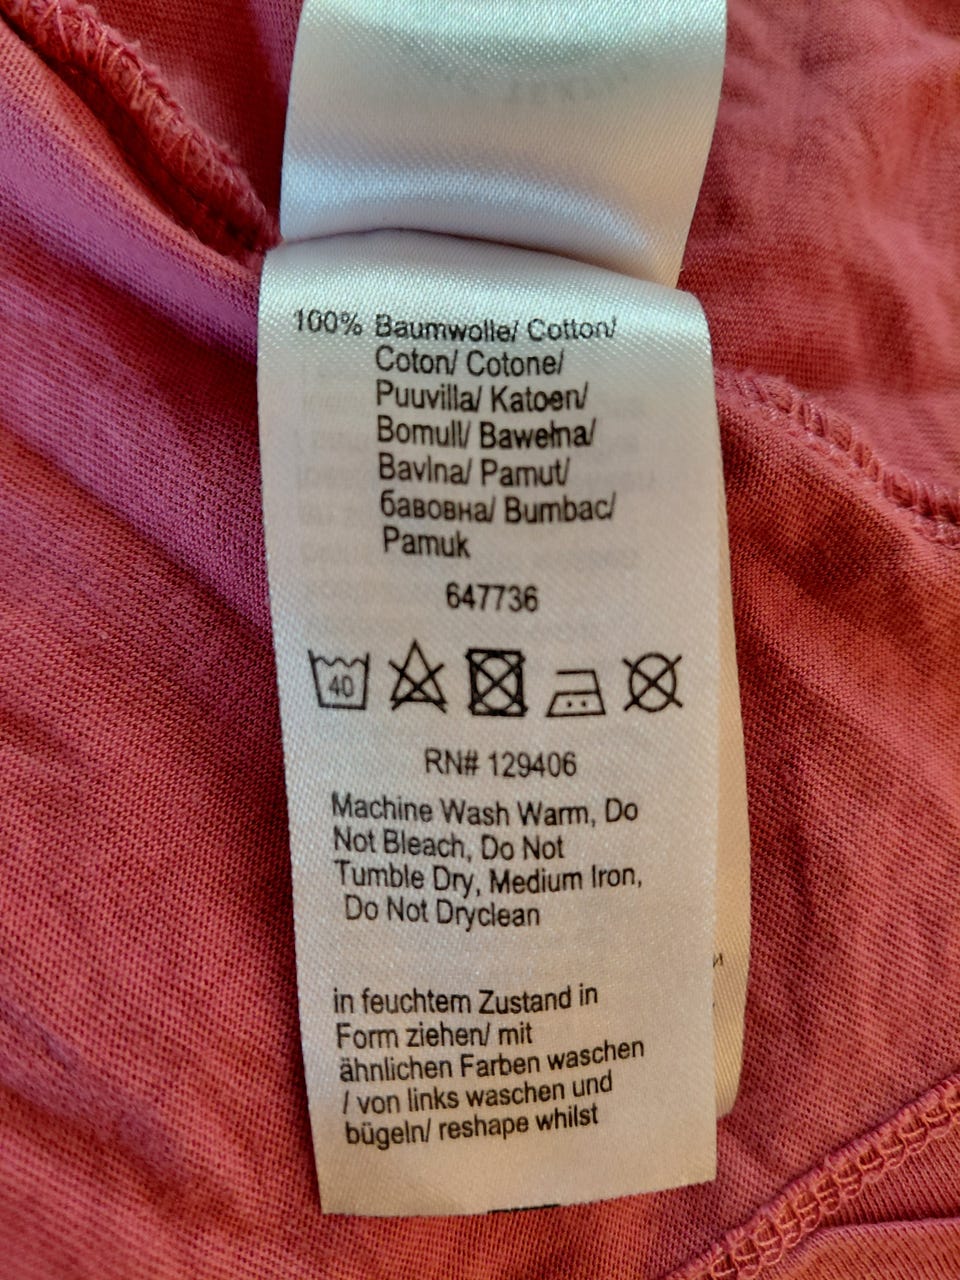 100% Baumwolle/ Cotton/
Coton/ Cotone/
Puuvilla/ Katoen/
Bomull/ Bawełna/
Bavlna/ Pamut/
бавовна/ Bumbac/
Pamuk
647736
40
RN# 129406
Machine Wash Warm, Do
Not Bleach, Do Not
Tumble Dry, Medium Iron,
Do Not Dryclean
in feuchtem Zustand in
Form ziehen/ mit
ähnlichen Farben waschen
/ von links waschen und
bügeln/ reshape whilst